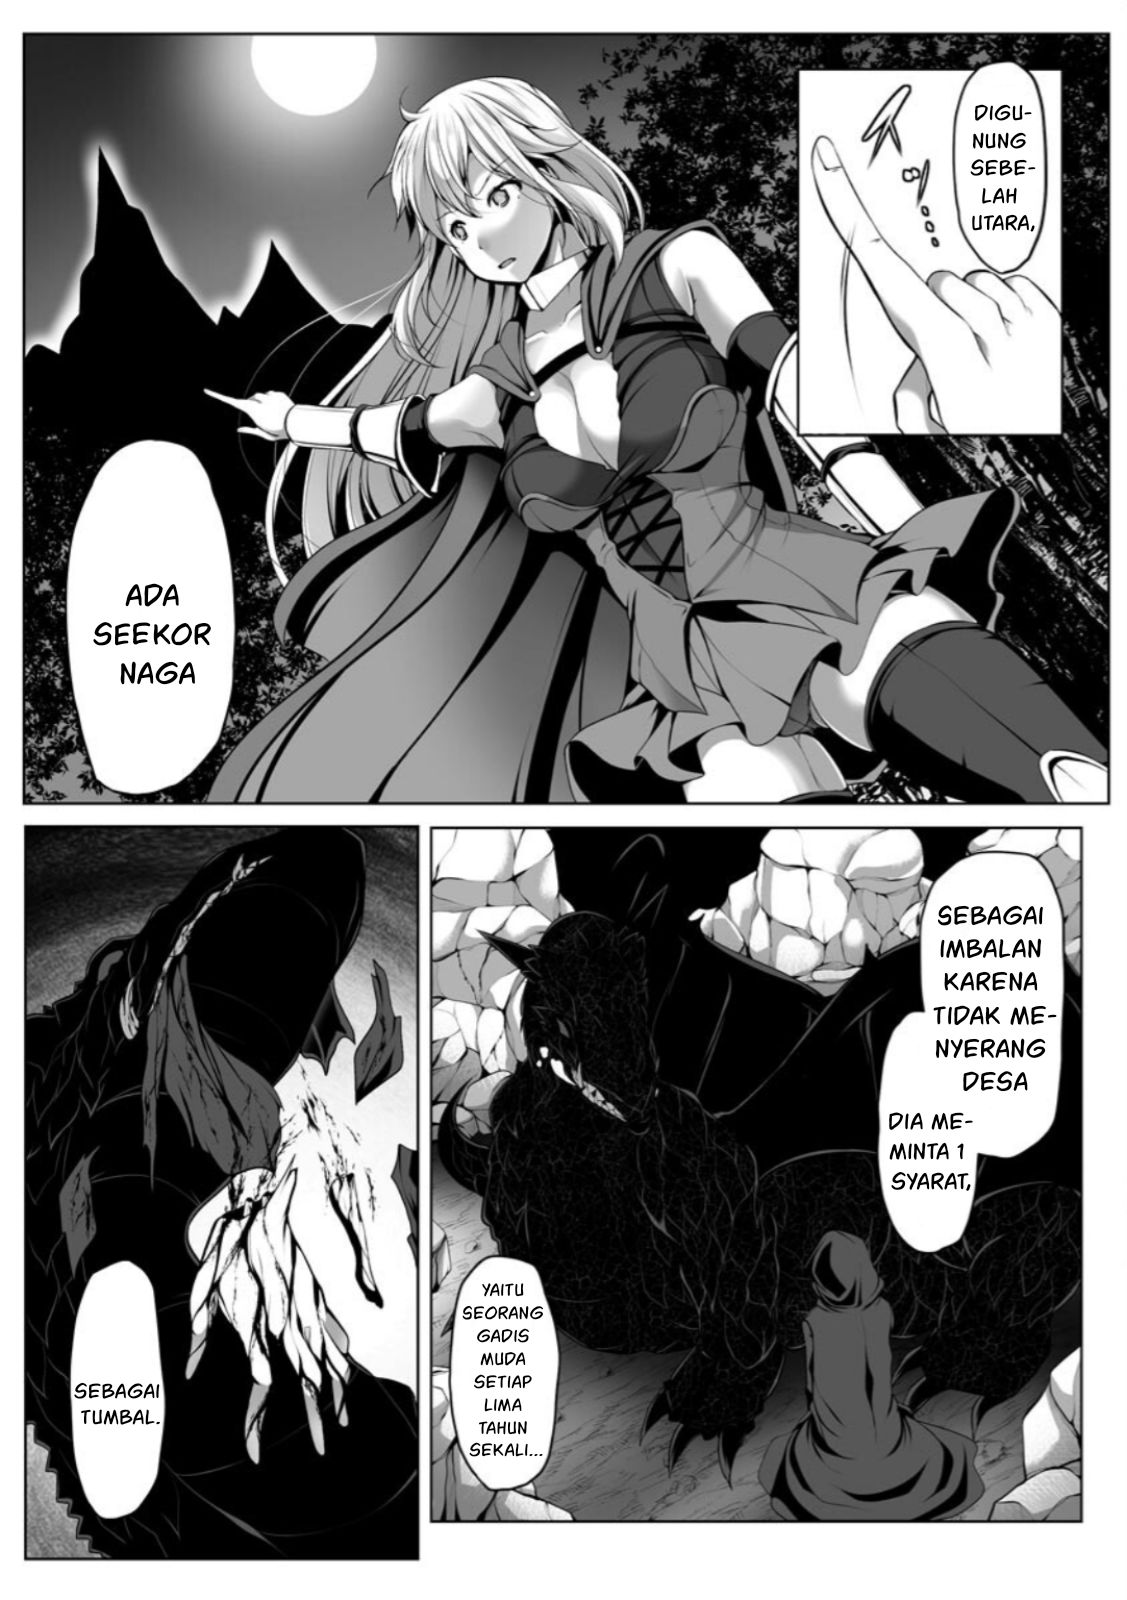 DIGU-
NUNG
SEBE-
LAH
UTARA,
ADA
SEEKOR
NAGA
SEBAGAI
IMBALAN
KARENA
TIDAK ME-
NYERANG
DESA
DIA ME-
MINTA 1
SYARAT,
YAITU
SEORANG
GADIS
MUDA
SETIAP
LIMA
TAHUN
SEKALI...
SEBAGAI
TUMBAL.